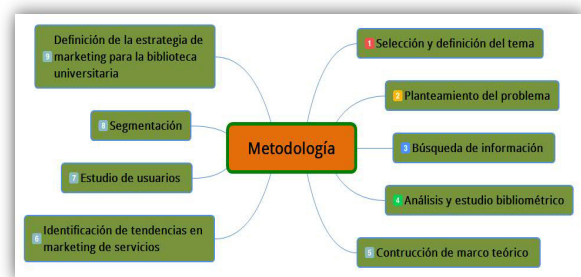 Metodología
1 Selección y definición del tema
2 Planteamiento del problema
3 Búsqueda de información
4 Análisis y estudio bibliométrico
5 Contrucción de marco teórico
6 Identificación de tendencias en
marketing de servicios
7 Estudio de usuarios
8 Segmentación
9 Definición de la estrategia de
marketing para la biblioteca
universitaria